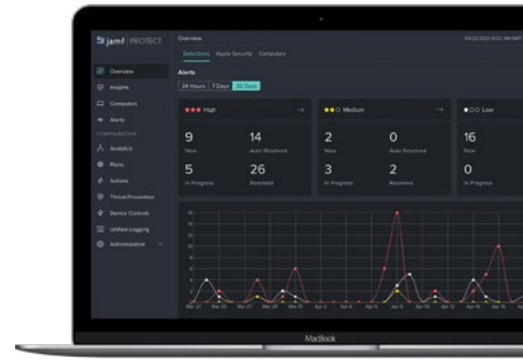 jamf PROTECT
Overview
Detections Apple Security Computers
Alerts
24 Hours 7 Days 30 Days
Overview
Insights
Computers
Alerts
CONFIGURATION
Analytics
Plans
Actions
Threat Prevention
Device Controls
Unified Logging
Administrative
High
Medium
Low
9 14 2 0 16
New Auto Resolved New Auto Resolved New
5 26 3 2 0
In Progress Resolved In Progress Resolved In Progress
MacBook